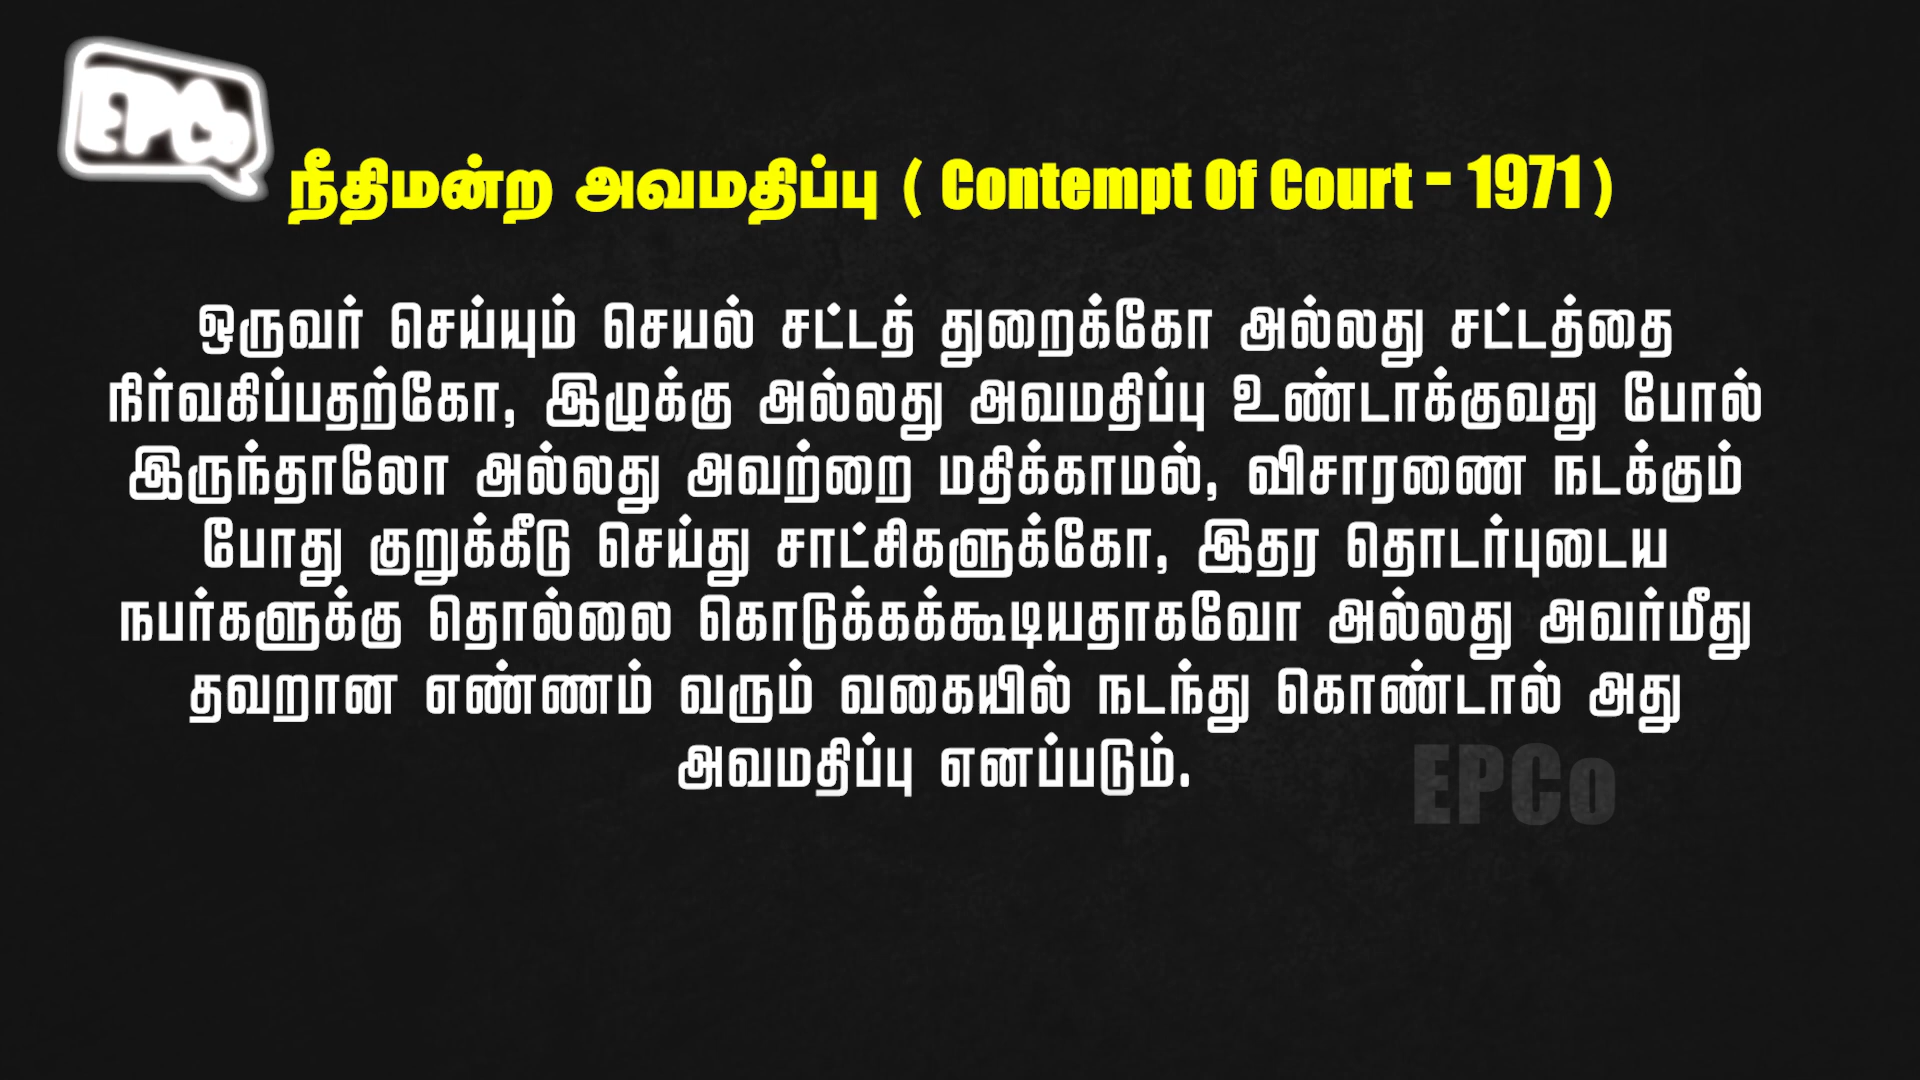 EPCo
நீதிமன்ற அவமதிப்பு ( Contempt Of Court - 1971 )
ஒருவர் செய்யும் செயல் சட்டத் துறைக்கோ அல்லது சட்டத்தை
நிர்வகிப்பதற்கோ, இழுக்கு அல்லது அவமதிப்பு உண்டாக்குவது போல்
இருந்தாலோ அல்லது அவற்றை மதிக்காமல், விசாரணை நடக்கும்
போது குறுக்கீடு செய்து சாட்சிகளுக்கோ, இதர தொடர்புடைய
நபர்களுக்கு தொல்லை கொடுக்கக்கூடியதாகவோ அல்லது அவர்மீது
தவறான எண்ணம் வரும் வகையில் நடந்து கொண்டால் அது
அவமதிப்பு எனப்படும்.
EPCo